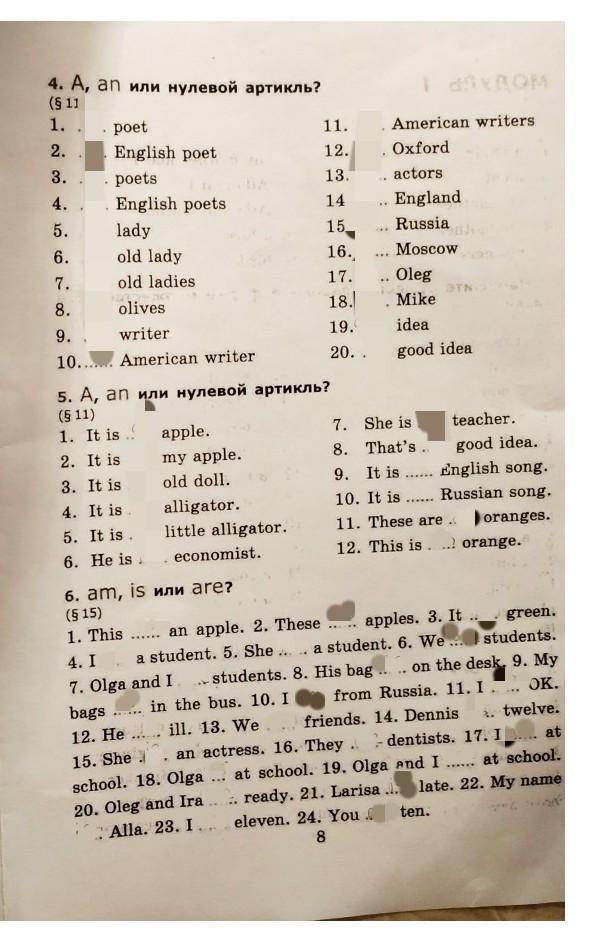 4. A, an или нулевой артикль?
(§ 11
1. . . poet
2. . English poet
3. . poets
4. . English poets
5. lady
6. old lady
7. old ladies
8. olives
9. writer
10. ...... American writer
11. . American writers
12. . Oxford
13. . actors
14 .. England
15 .. Russia
16. ... Moscow
17. .. Oleg
18. . Mike
19. idea
20. . good idea
5. A, an или нулевой артикль?
(§ 11)
1. It is .. apple.
2. It is my apple.
3. It is . old doll.
4. It is . alligator.
5. It is . little alligator.
6. He is . . economist.
7. She is teacher.
8. That's . good idea.
9. It is ...... English song.
10. It is ...... Russian song.
11. These are .. oranges.
12. This is . ... orange.
6. am, is или are?
(§ 15)
1. This ...... an apple. 2. These .... apples. 3. It .. . green.
4. I a student. 5. She .. . a student. 6. We ... students.
7. Olga and I .. students. 8. His bag .. . on the desk. 9. My
bags ...... in the bus. 10. I from Russia. 11. I . ... OK.
12. He ..... ill. 13. We friends. 14. Dennis .. twelve.
15. She . . an actress. 16. They . . dentists. 17. I ... at
school. 18. Olga ... at school. 19. Olga and I ...... at school.
20. Oleg and Ira .. ready. 21. Larisa ... late. 22. My name
. Alla. 23. I ... eleven. 24. You . ten.
8